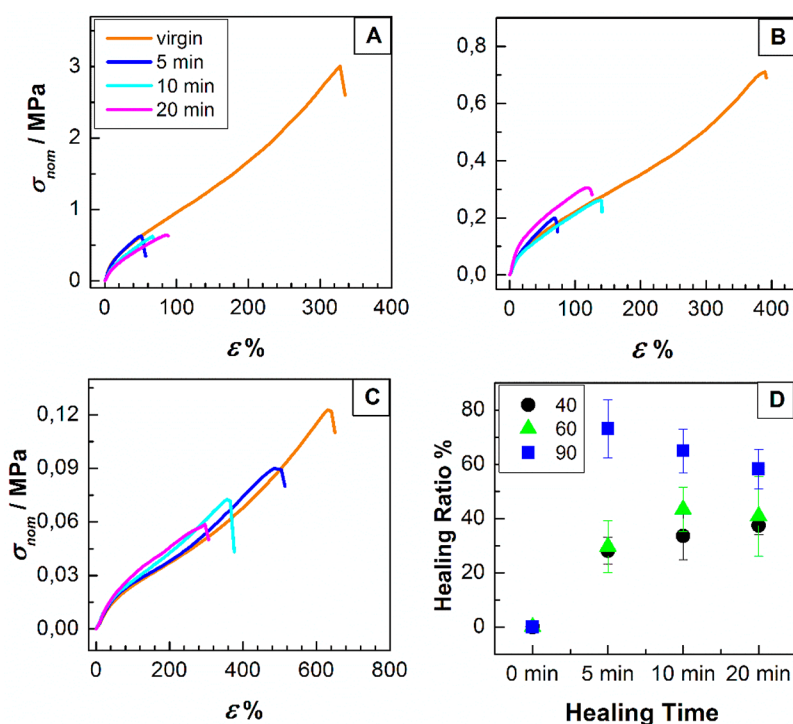 virgin
5 min
10 min
20 min
A
3
2
1
0
σnom / MPa
0 100 200 300 400
ε %
B
0,8
0,6
0,4
0,2
0,0
σnom / MPa
0 100 200 300 400
ε %
C
0,12
0,09
0,06
0,03
0,00
σnom / MPa
0 200 400 600 800
ε %
40
60
90
D
80
60
40
20
0
Healing Ratio %
0 min 5 min 10 min 20 min
Healing Time